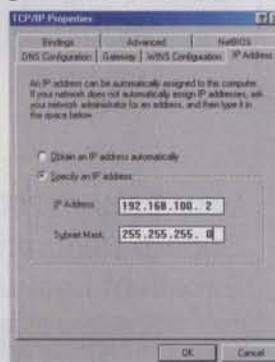 TCP/IP Properties
Bindings Advanced NetBIOS
DNS Configuration Gateway WINS Configuration IP Address
An IP address can be automatically assigned to this computer.
If your network does not automatically assign IP addresses, ask
your network administrator for an address, and then type it in
the space below.
Obtain an IP address automatically
Specify an IP address:
IP Address: 192.168.100. 2
Subnet Mask: 255.255.255. 0
OK Cancel